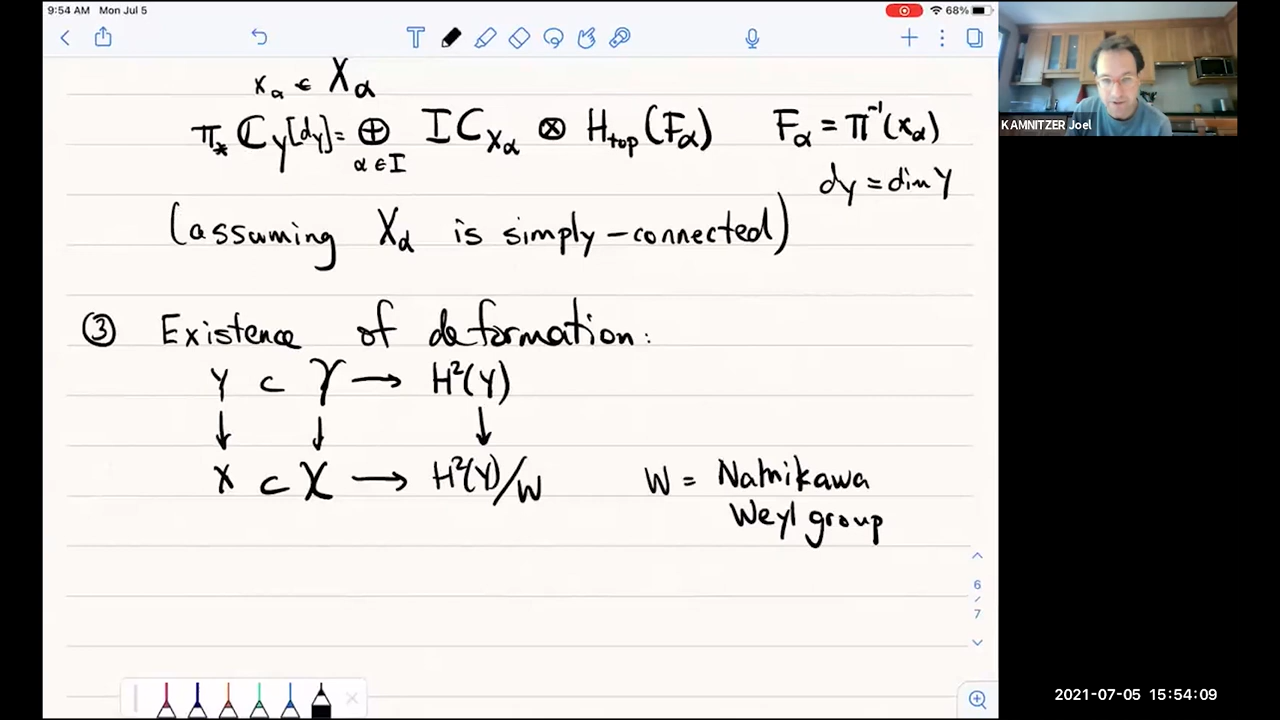 9:54 AM Mon Jul 5
68%
x_α ∈ X_α
π_* ℂ_Y[d_Y] = ⊕_{α∈I} IC_{X_α} ⊗ H_top(F_α) F_α = π^{-1}(x_α)
d_Y = dim Y
(assuming X_α is simply-connected)
KAMNITZER Joel
③ Existence of deformation:
Y ⊂ 𝒴 → H²(Y)
↓ ↓ ↓
X ⊂ 𝒳 → H²(Y)/W W = Namikawa
Weyl group
6
/
7
2021-07-05 15:54:09